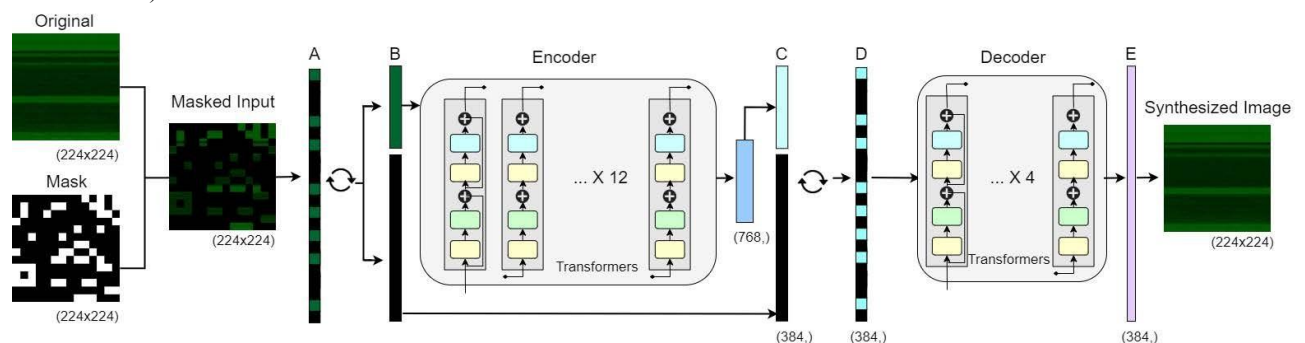 Original
(224x224)
Mask
(224x224)
Masked Input
(224x224)
A
B
Encoder
... X 12
Transformers
(768,)
C
(384,)
D
(384,)
Decoder
... X 4
Transformers
E
(384,)
Synthesized Image
(224x224)